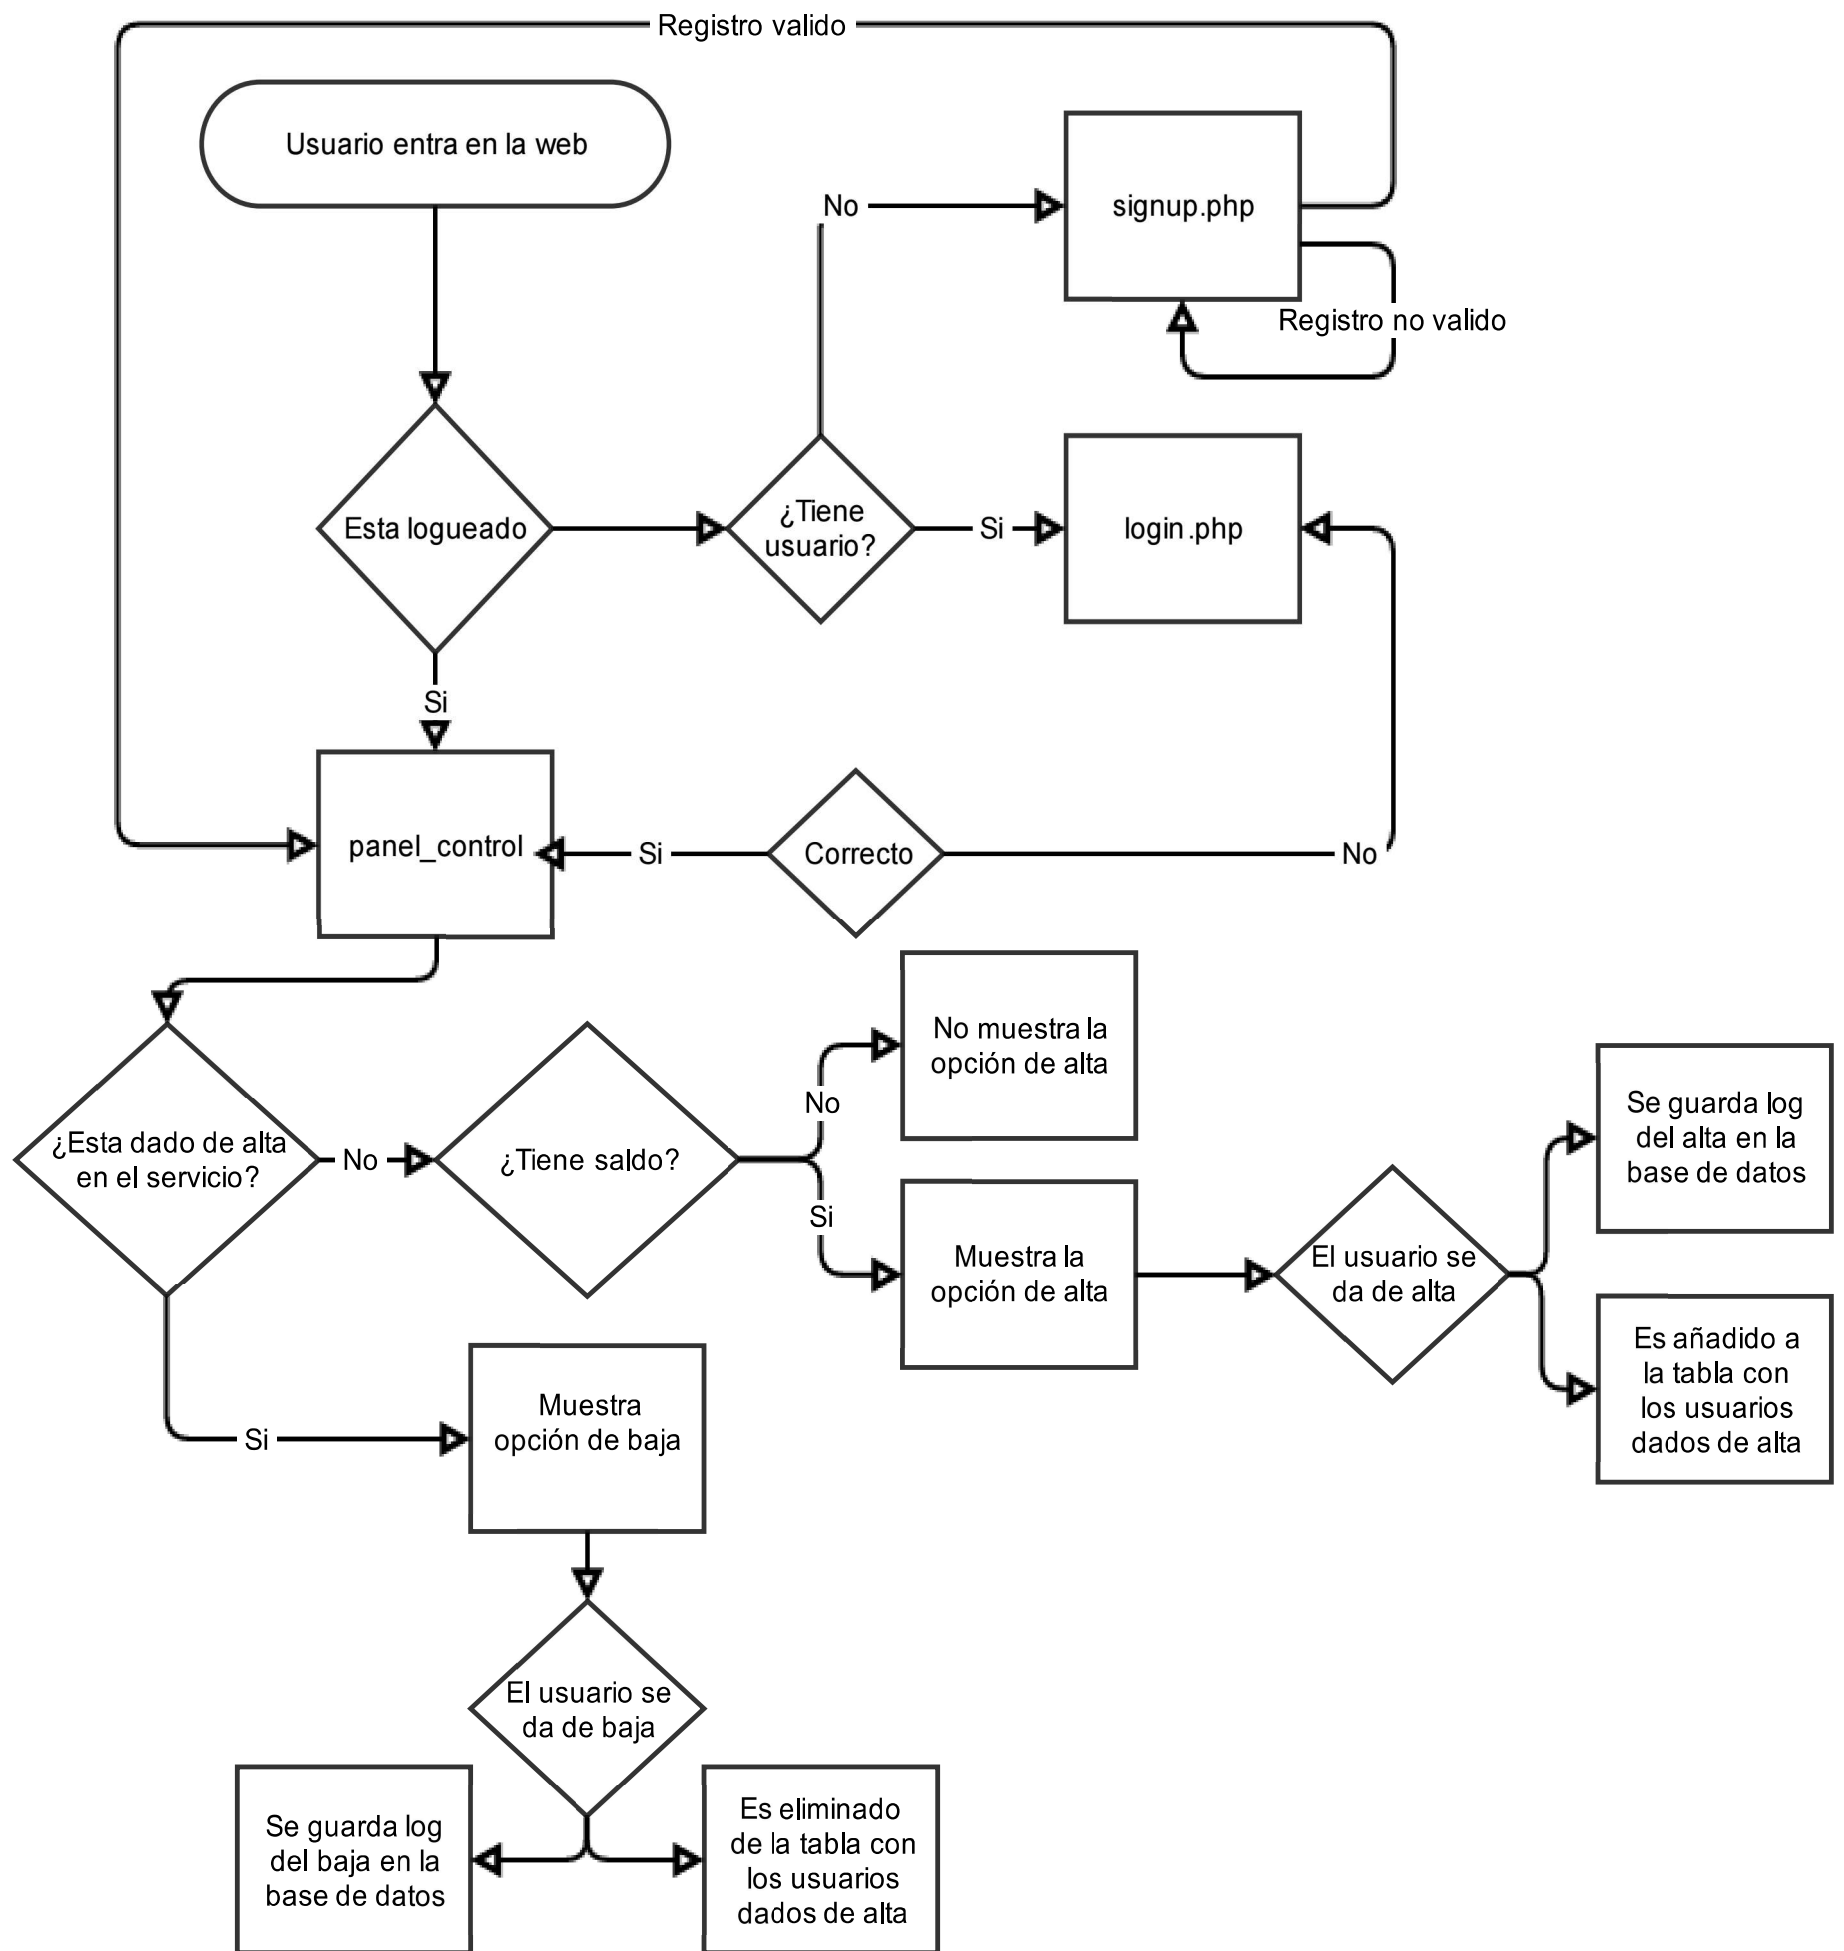 Registro valido
Usuario entra en la web
No
signup.php
Registro no valido
Esta logueado
¿Tiene
usuario?
Si
login.php
Si
panel_control
Si
Correcto
No
No muestra la
opción de alta
¿Esta dado de alta
en el servicio?
No
¿Tiene saldo?
No
Si
Muestra la
opción de alta
El usuario se
da de alta
Se guarda log
del alta en la
base de datos
Es añadido a
la tabla con
los usuarios
dados de alta
Si
Muestra
opción de baja
El usuario se
da de baja
Se guarda log
del baja en la
base de datos
Es eliminado
de la tabla con
los usuarios
dados de alta